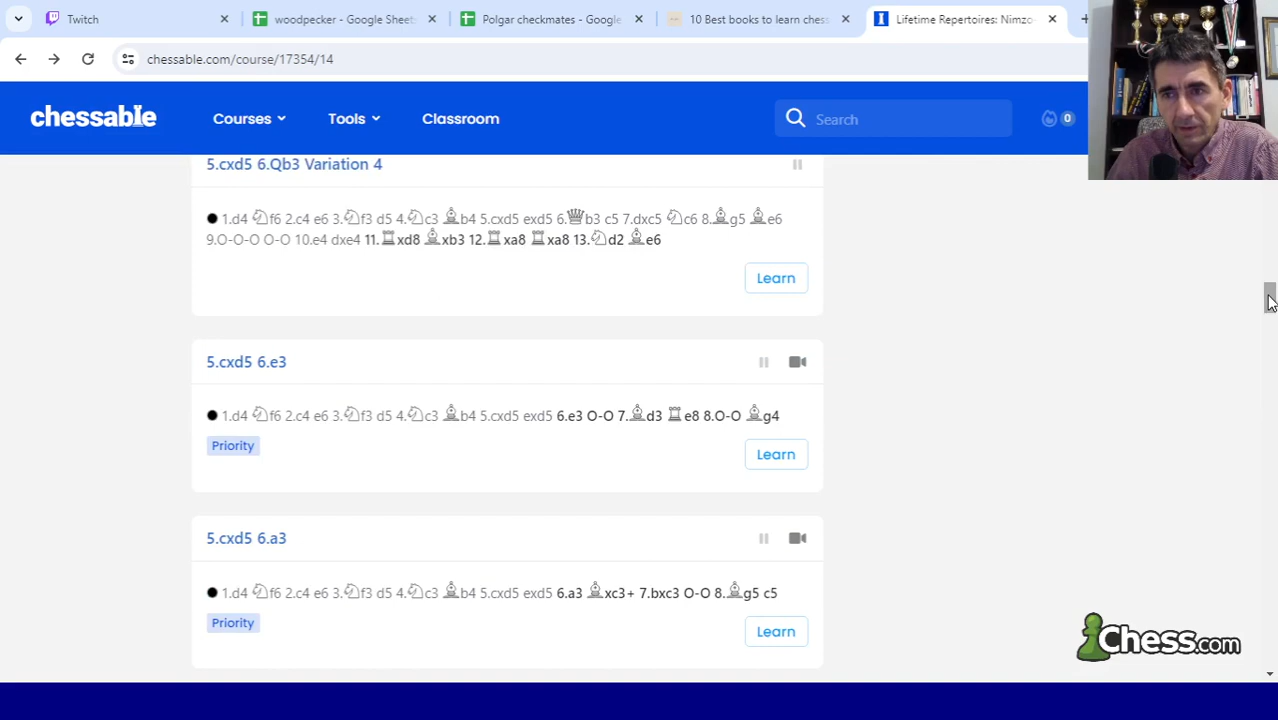 Twitch
woodpecker - Google Sheets
Polgar checkmates - Google
10 Best books to learn chess
Lifetime Repertoires: Nimzo-
chessable.com/course/17354/14
chessable
Courses
Tools
Classroom
Search
0
5.cxd5 6.Qb3 Variation 4
1.d4 ♘f6 2.c4 e6 3.♘f3 d5 4.♘c3 ♗b4 5.cxd5 exd5 6.♕b3 c5 7.dxc5 ♘c6 8.♗g5 ♗e6
9.O-O-O O-O 10.e4 dxe4 11.♖xd8 ♗xb3 12.♖xa8 ♖xa8 13.♘d2 ♗e6
Learn
5.cxd5 6.e3
1.d4 ♘f6 2.c4 e6 3.♘f3 d5 4.♘c3 ♗b4 5.cxd5 exd5 6.e3 O-O 7.♗d3 ♖e8 8.O-O ♗g4
Priority
Learn
5.cxd5 6.a3
1.d4 ♘f6 2.c4 e6 3.♘f3 d5 4.♘c3 ♗b4 5.cxd5 exd5 6.a3 ♗xc3+ 7.bxc3 O-O 8.♗g5 c5
Priority
Learn
Chess.com